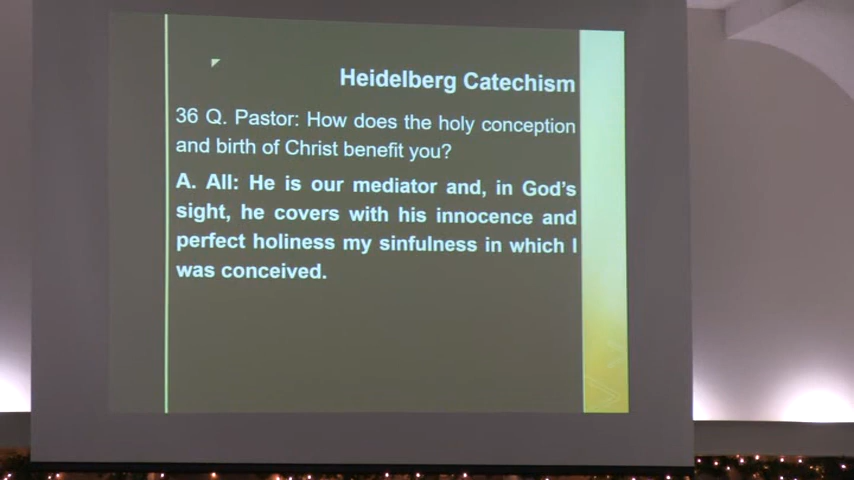 Heidelberg Catechism
36 Q. Pastor: How does the holy conception
and birth of Christ benefit you?
A. All: He is our mediator and, in God's
sight, he covers with his innocence and
perfect holiness my sinfulness in which I
was conceived.